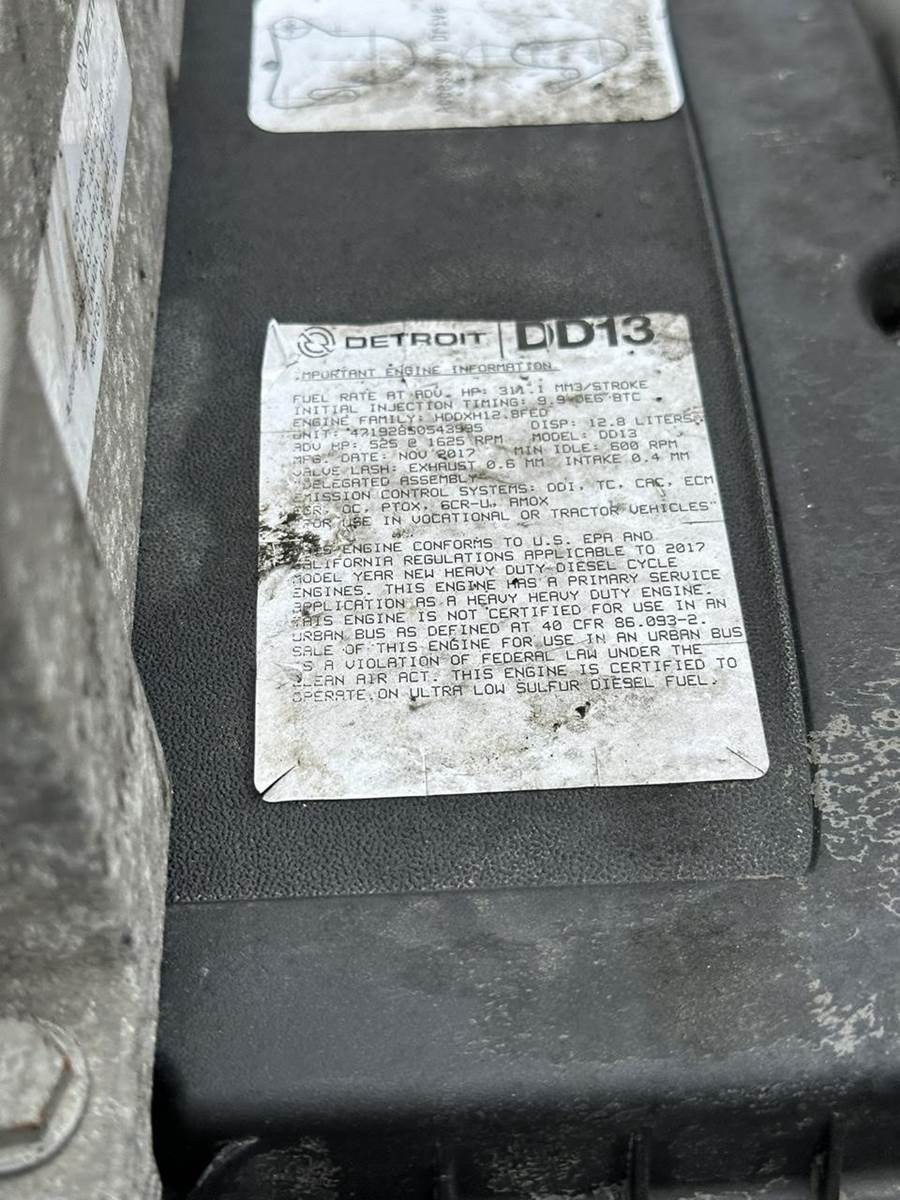 DETROIT DD13
IMPORTANT ENGINE INFORMATION
FUEL RATE AT ADV. HP: 311.1 MM3/STROKE
INITIAL INJECTION TIMING: 9.9 DEG BTC
ENGINE FAMILY: HDDXH12.8FED DISP: 12.8 LITERS
UNIT: 47192850543935
ADV HP: 525 @ 1625 RPM MODEL: DD13
MFG. DATE: NOV 2017 MIN IDLE: 600 RPM
VALVE LASH: EXHAUST 0.6 MM INTAKE 0.4 MM
"DELEGATED ASSEMBLY"
EMISSION CONTROL SYSTEMS: DDI, TC, CAC, ECM
OC, PTOX, SCR-U, AMOX
"FOR USE IN VOCATIONAL OR TRACTOR VEHICLES"
THIS ENGINE CONFORMS TO U.S. EPA AND
CALIFORNIA REGULATIONS APPLICABLE TO 2017
MODEL YEAR NEW HEAVY DUTY DIESEL CYCLE
ENGINES. THIS ENGINE HAS A PRIMARY SERVICE
APPLICATION AS A HEAVY HEAVY DUTY ENGINE.
THIS ENGINE IS NOT CERTIFIED FOR USE IN AN
URBAN BUS AS DEFINED AT 40 CFR 86.093-2.
SALE OF THIS ENGINE FOR USE IN AN URBAN BUS
IS A VIOLATION OF FEDERAL LAW UNDER THE
CLEAN AIR ACT. THIS ENGINE IS CERTIFIED TO
OPERATE ON ULTRA LOW SULFUR DIESEL FUEL.